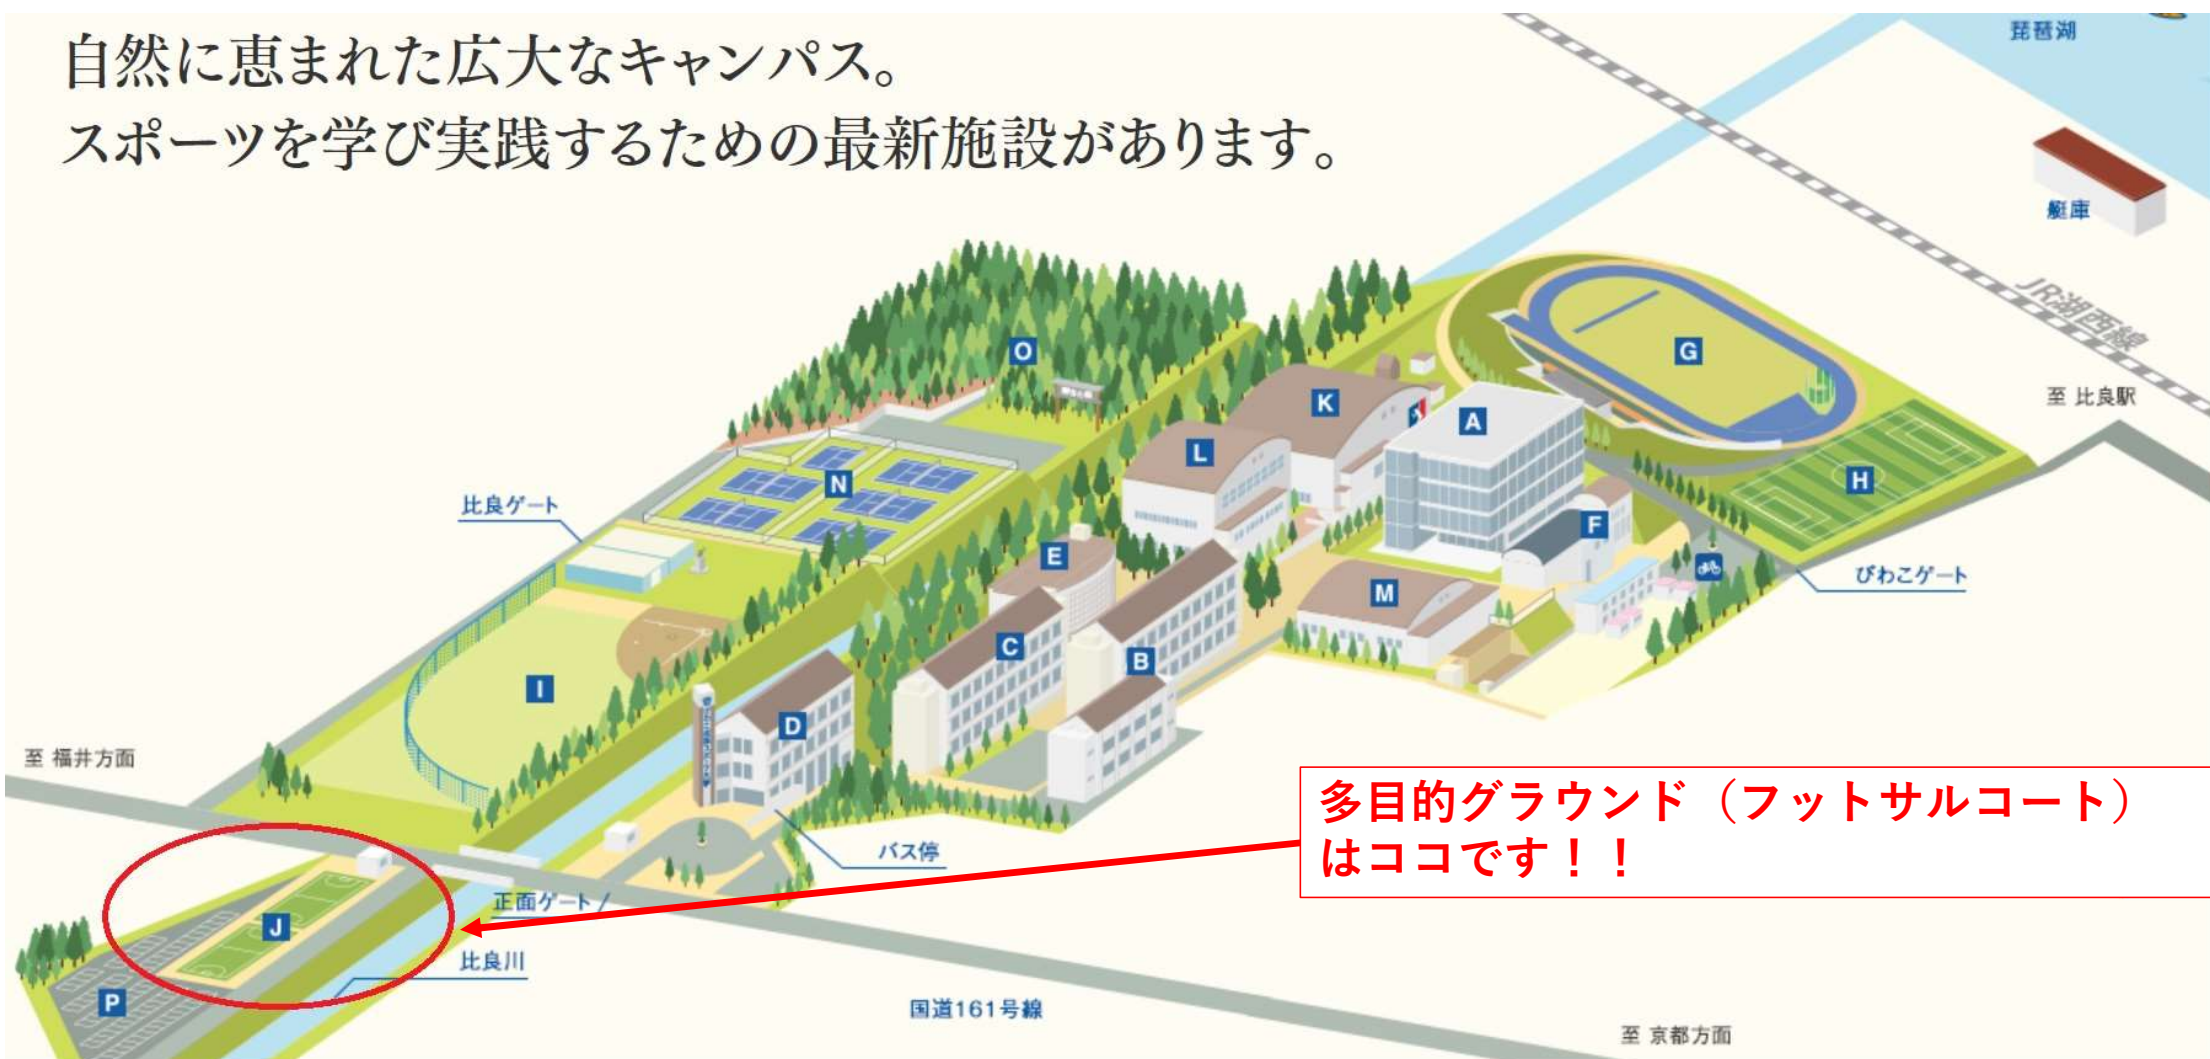 自然に恵まれた広大なキャンパス。
スポーツを学び実践するための最新施設があります。
琵琶湖
艇庫
JR湖西線
至 比良駅
O
G
K
A
L
N
H
比良ゲート
F
E
びわこゲート
M
C
B
I
D
至 福井方面
多目的グラウンド（フットサルコート）
はココです！！
バス停
正面ゲート
J
比良川
P
国道161号線
至 京都方面